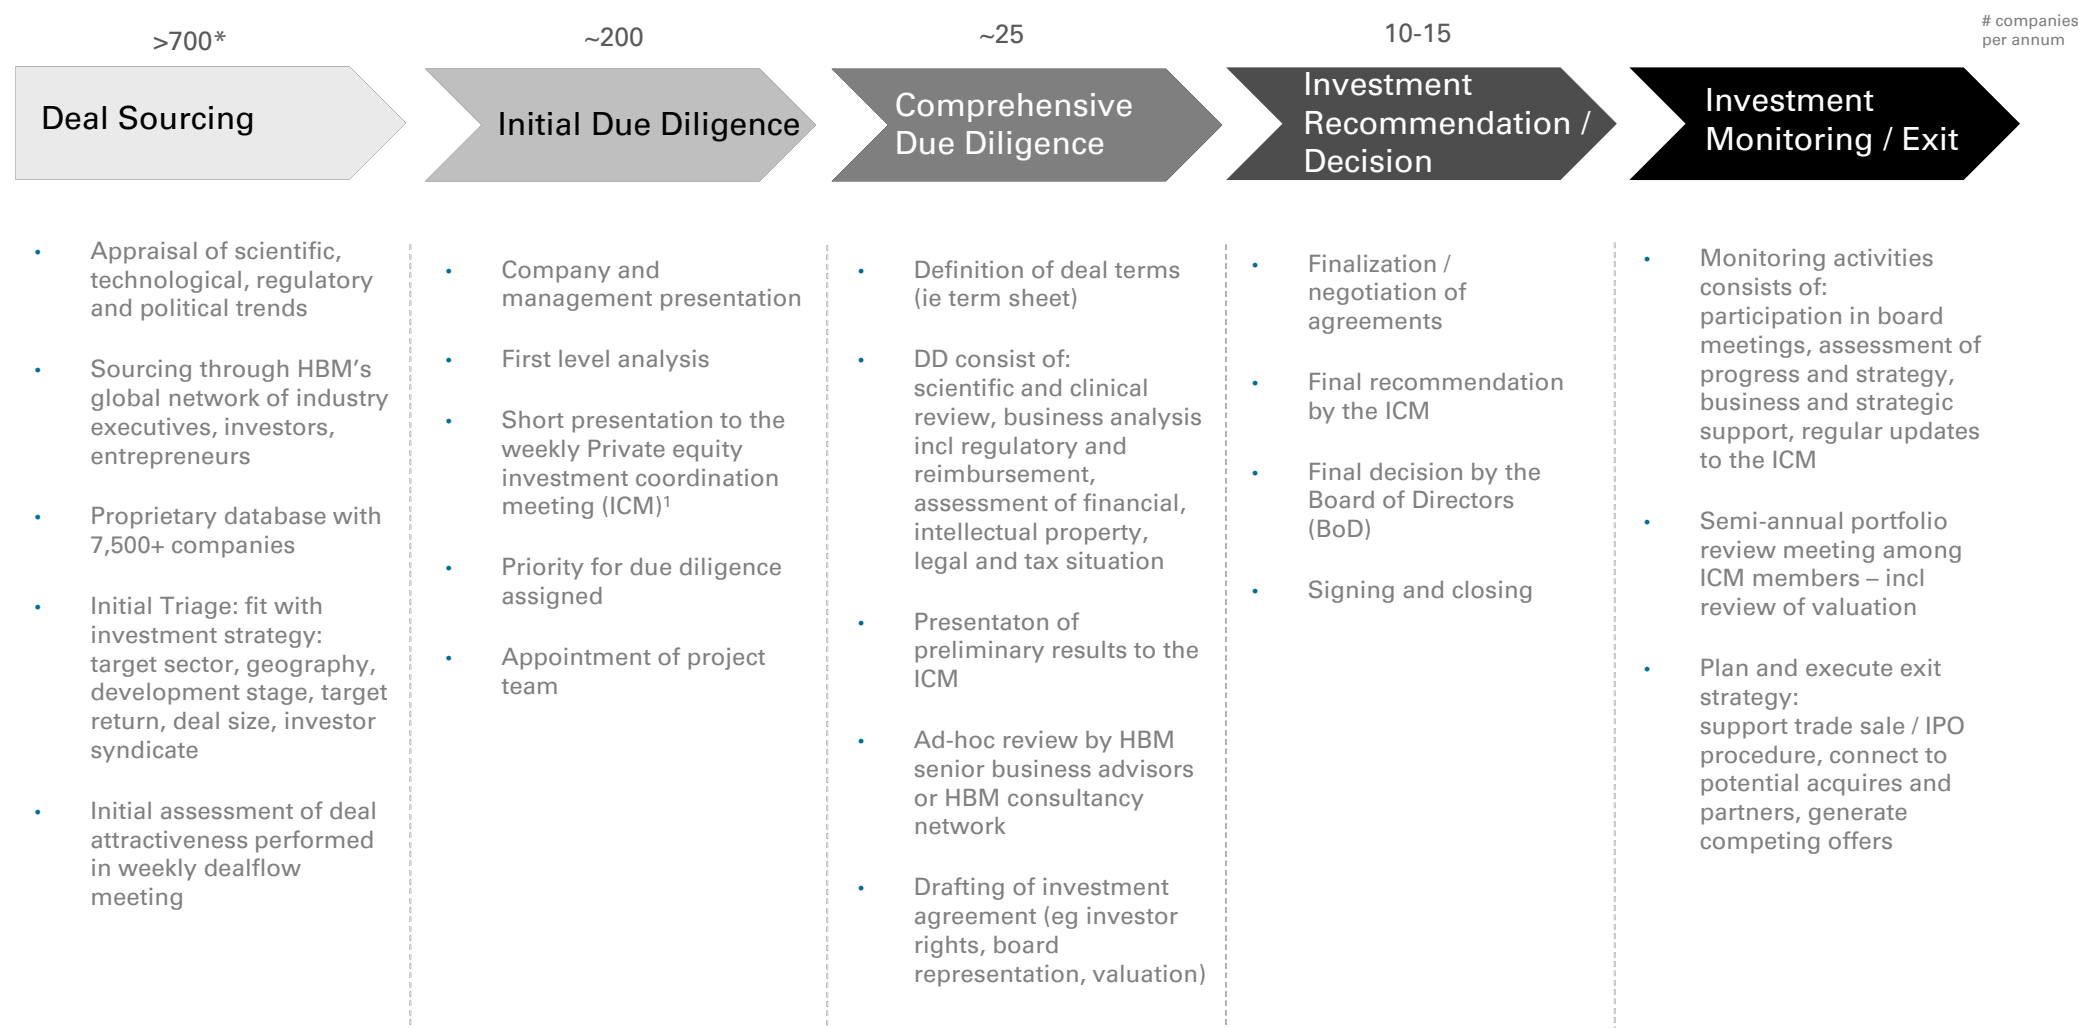 >700*
~200
~25
10-15
# companies
per annum
Deal Sourcing
Initial Due Diligence
Comprehensive
Due Diligence
Investment
Recommendation /
Decision
Investment
Monitoring / Exit
• Appraisal of scientific,
technological, regulatory
and political trends
• Sourcing through HBM’s
global network of industry
executives, investors,
entrepreneurs
• Proprietary database with
7,500+ companies
• Initial Triage: fit with
investment strategy:
target sector, geography,
development stage, target
return, deal size, investor
syndicate
• Initial assessment of deal
attractiveness performed
in weekly dealflow
meeting
• Company and
management presentation
• First level analysis
• Short presentation to the
weekly Private equity
investment coordination
meeting (ICM)¹
• Priority for due diligence
assigned
• Appointment of project
team
• Definition of deal terms
(ie term sheet)
• DD consist of:
scientific and clinical
review, business analysis
incl regulatory and
reimbursement,
assessment of financial,
intellectual property,
legal and tax situation
• Presentaton of
preliminary results to the
ICM
• Ad-hoc review by HBM
senior business advisors
or HBM consultancy
network
• Drafting of investment
agreement (eg investor
rights, board
representation, valuation)
• Finalization /
negotiation of
agreements
• Final recommendation
by the ICM
• Final decision by the
Board of Directors
(BoD)
• Signing and closing
• Monitoring activities
consists of:
participation in board
meetings, assessment of
progress and strategy,
business and strategic
support, regular updates
to the ICM
• Semi-annual portfolio
review meeting among
ICM members – incl
review of valuation
• Plan and execute exit
strategy:
support trade sale / IPO
procedure, connect to
potential acquires and
partners, generate
competing offers